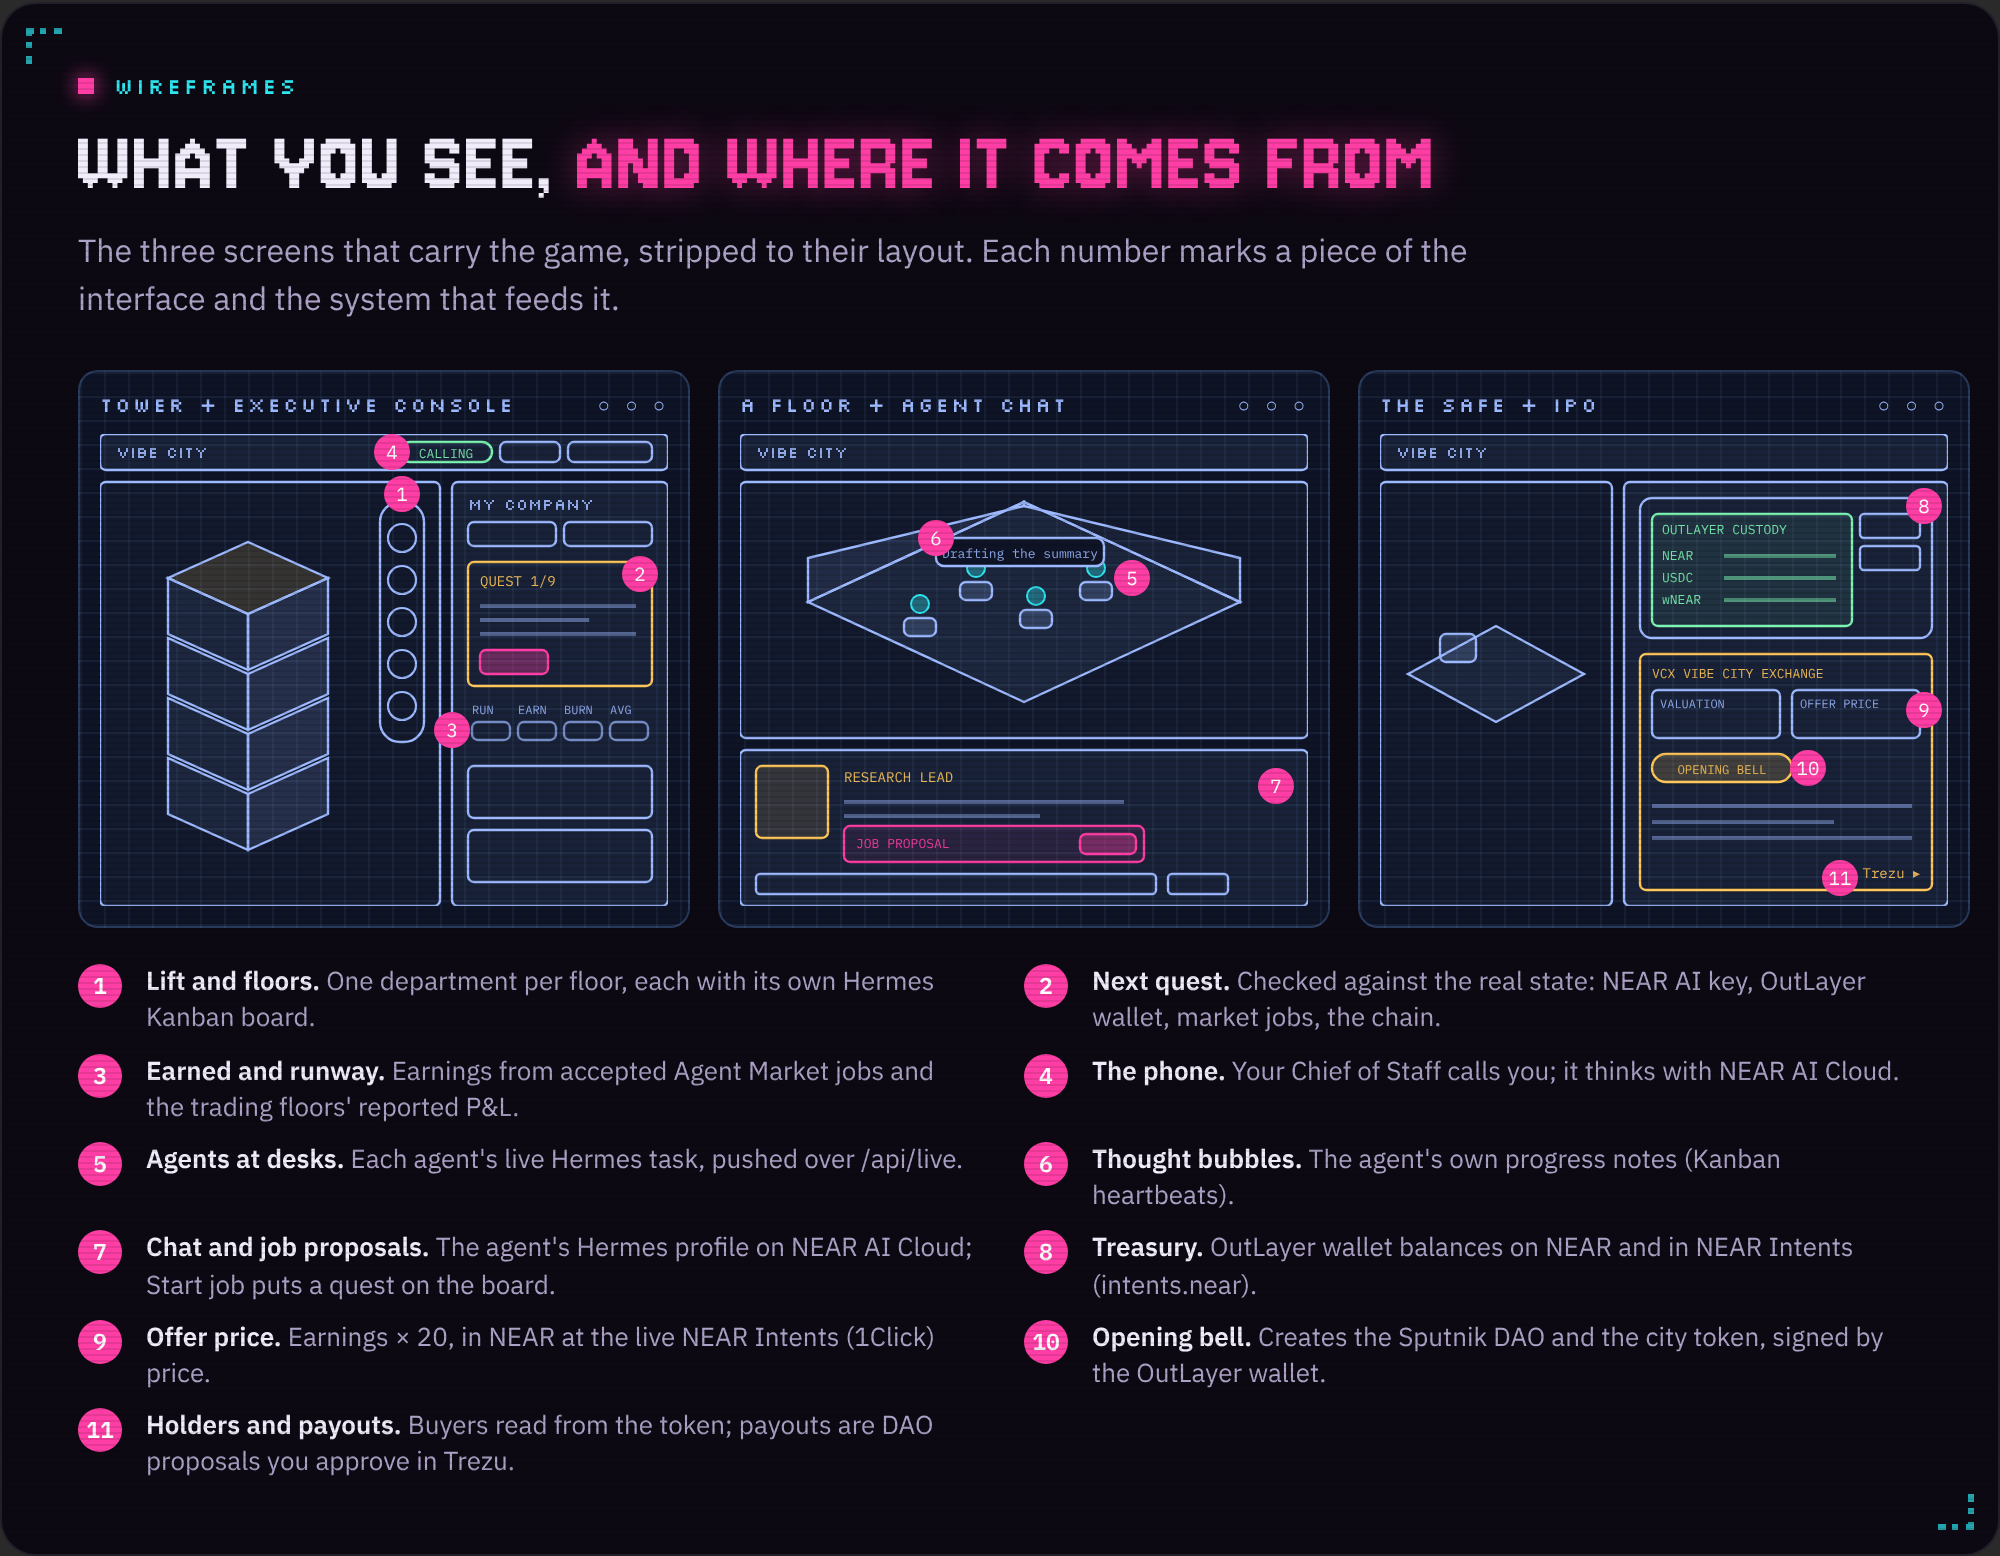 WIREFRAMES
WHAT YOU SEE, AND WHERE IT COMES FROM
The three screens that carry the game, stripped to their layout. Each number marks a piece of the
interface and the system that feeds it.
TOWER + EXECUTIVE CONSOLE
VIBE CITY
4
CALLING
1
MY COMPANY
QUEST 1/9
2
RUN EARN BURN AVG
3
A FLOOR + AGENT CHAT
VIBE CITY
6
Drafting the summary
5
RESEARCH LEAD
7
JOB PROPOSAL
THE SAFE + IPO
VIBE CITY
8
OUTLAYER CUSTODY
NEAR
USDC
wNEAR
VCX VIBE CITY EXCHANGE
VALUATION
OFFER PRICE
9
OPENING BELL
10
11
Trezu ▸
1 Lift and floors. One department per floor, each with its own Hermes
Kanban board.
2 Next quest. Checked against the real state: NEAR AI key, OutLayer
wallet, market jobs, the chain.
3 Earned and runway. Earnings from accepted Agent Market jobs and
the trading floors' reported P&L.
4 The phone. Your Chief of Staff calls you; it thinks with NEAR AI Cloud.
5 Agents at desks. Each agent's live Hermes task, pushed over /api/live.
6 Thought bubbles. The agent's own progress notes (Kanban
heartbeats).
7 Chat and job proposals. The agent's Hermes profile on NEAR AI Cloud;
Start job puts a quest on the board.
8 Treasury. OutLayer wallet balances on NEAR and in NEAR Intents
(intents.near).
9 Offer price. Earnings × 20, in NEAR at the live NEAR Intents (1Click)
price.
10 Opening bell. Creates the Sputnik DAO and the city token, signed by
the OutLayer wallet.
11 Holders and payouts. Buyers read from the token; payouts are DAO
proposals you approve in Trezu.